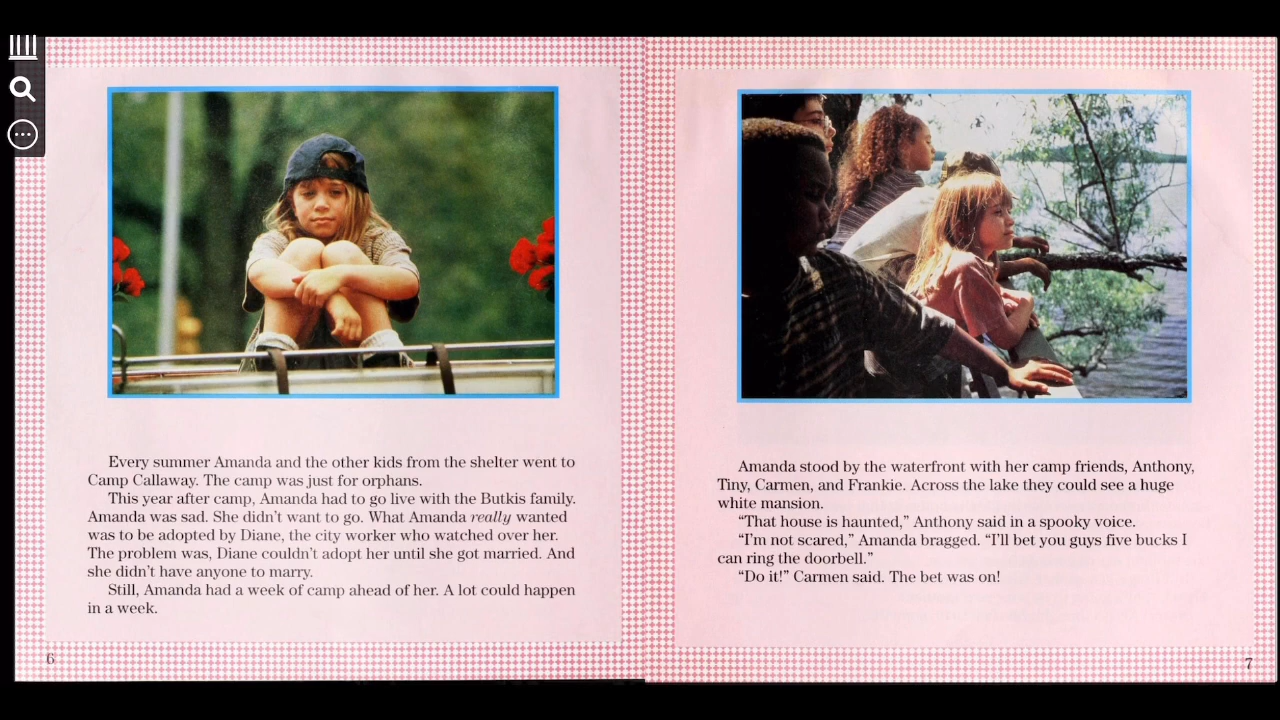 Every summer Amanda and the other kids from the shelter went to
Camp Callaway. The camp was just for orphans.
This year after camp, Amanda had to go live with the Butkis family.
Amanda was sad. She didn't want to go. What Amanda really wanted
was to be adopted by Diane, the city worker who watched over her.
The problem was, Diane couldn't adopt her until she got married. And
she didn't have anyone to marry.
Still, Amanda had a week of camp ahead of her. A lot could happen
in a week.
6
Amanda stood by the waterfront with her camp friends, Anthony,
Tiny, Carmen, and Frankie. Across the lake they could see a huge
white mansion.
“That house is haunted,” Anthony said in a spooky voice.
“I'm not scared,” Amanda bragged. “I'll bet you guys five bucks I
can ring the doorbell.”
“Do it!” Carmen said. The bet was on!
7